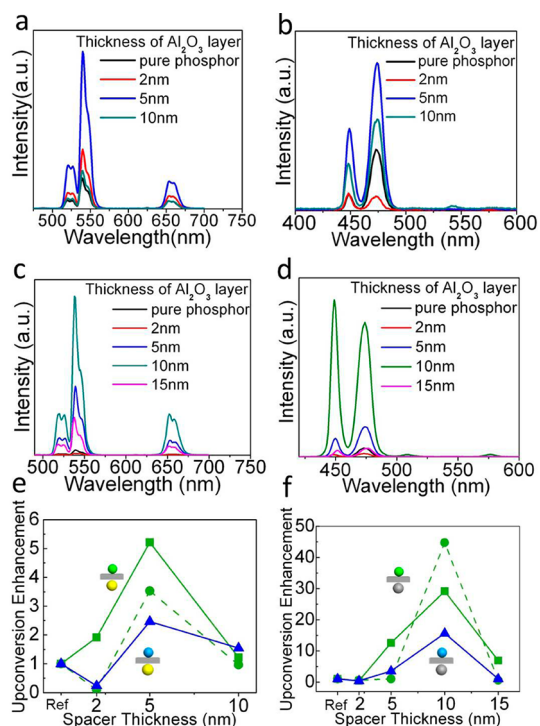 a
Thickness of Al2O3 layer
pure phosphor
2nm
5nm
10nm
Intensity(a.u.)
500 550 600 650 700 750
Wavelength(nm)
b
Thickness of Al2O3 layer
pure phosphor
2nm
5nm
10nm
Intensity(a.u.)
400 450 500 550 600
Wavelength (nm)
c
Thickness of Al2O3 layer
pure phosphor
2nm
5nm
10nm
15nm
Intensity (a.u.)
500 550 600 650 700 750
Wavelength (nm)
d
Thickness of Al2O3 layer
pure phosphor
2nm
5nm
10nm
15nm
Intensity (a.u.)
450 500 550 600
Wavelength (nm)
e
Upconversion Enhancement
6
5
4
3
2
1
0
Ref 2 5 10
Spacer Thickness (nm)
f
Upconversion Enhancement
50
40
30
20
10
0
Ref 2 5 10 15
Spacer Thickness (nm)